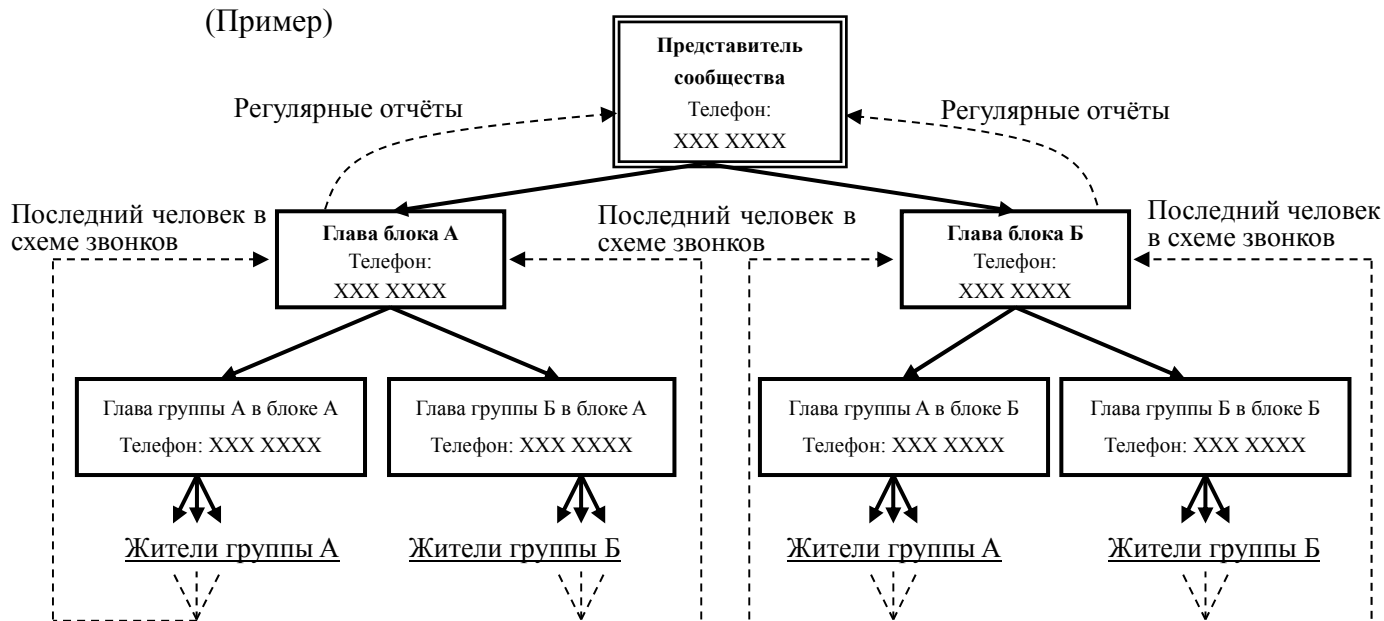 (Пример)
Представитель
сообщества
Телефон:
XXX XXXX
Регулярные отчёты
Регулярные отчёты
Последний человек в
схеме звонков
Глава блока А
Телефон:
XXX XXXX
Последний человек в
схеме звонков
Глава блока Б
Телефон:
XXX XXXX
Последний человек
в схеме звонков
Глава группы А в блоке А
Телефон: XXX XXXX
Глава группы Б в блоке А
Телефон: XXX XXXX
Глава группы А в блоке Б
Телефон: XXX XXXX
Глава группы Б в блоке Б
Телефон: XXX XXXX
Жители группы А
Жители группы Б
Жители группы А
Жители группы Б